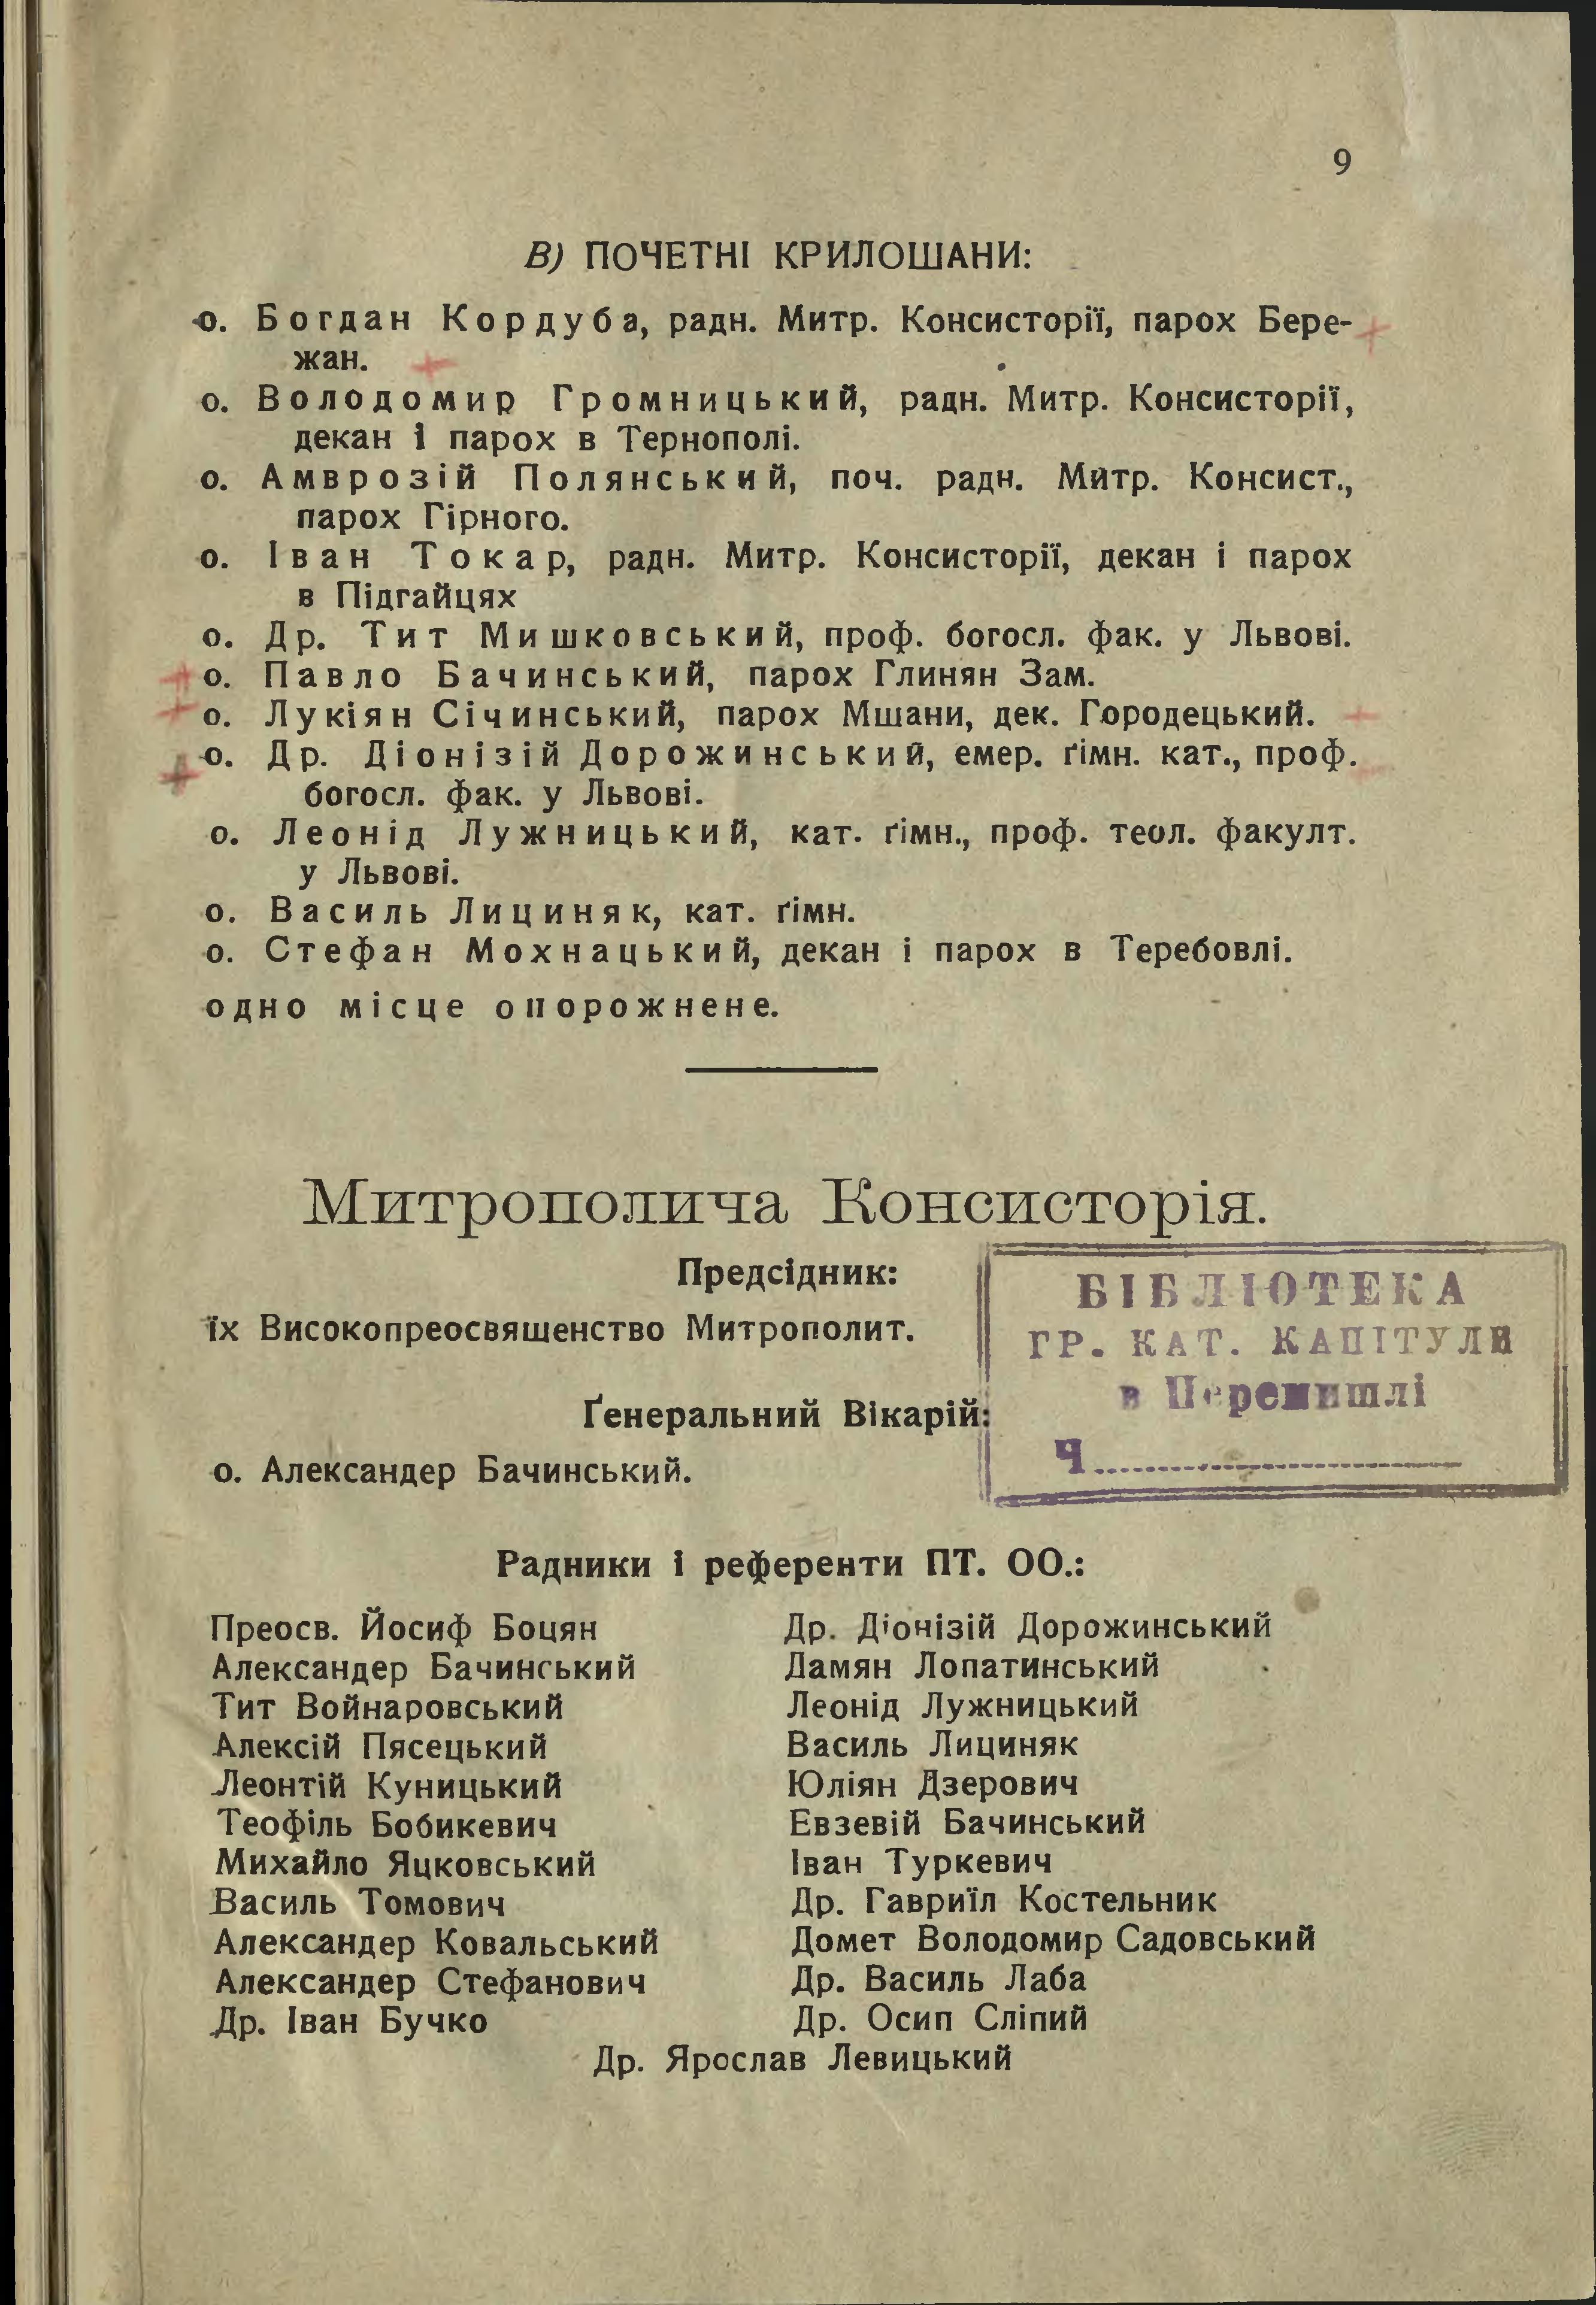 9
В) ПОЧЕТНІ КРИЛОШАНИ:
о. Богдан Кордуба, радн. Митр. Консисторії, парох Бере-
жан.
о. Володомир Громницький, радн. Митр. Консисторії,
декан і парох в Тернополі.
о. Амврозій Полянський, поч. радн. Митр. Консист.,
парох Гірного.
о. Іван Токар, радн. Митр. Консисторії, декан і парох
в Підгайцях
о. Др. Тит Мишковський, проф. богосл. фак. у Львові.
о. Павло Бачинський, парох Глинян Зам.
о. Лукіян Січинський, парох Мшани, дек. Городецький.
о. Др. Діонізій Дорожинський, емер. ґімн. кат., проф.
богосл. фак. у Львові.
о. Леонід Лужницький, кат. ґімн., проф. теол. факулт.
у Львові.
о. Василь Лициняк, кат. ґімн.
о. Стефан Мохнацький, декан і парох в Теребовлі.
одно місце опорожнене.
Митрополича Консисторія.
Предсідник:
їх Високопреосвященство Митрополит.
Ґенеральний Вікарій:
о. Александер Бачинський.
БІБЛІОТЕКА
ГР. КАТ. КАПІТУЛИ
в Перемишлі
Ч
Радники і референти ПТ. ОО.:
Преосв. Йосиф Боцян
Александер Бачинський
Тит Войнаровський
Алексій Пясецький
Леонтій Куницький
Теофіль Бобикевич
Михайло Яцковський
Василь Томович
Александер Ковальський
Александер Стефанович
Др. Іван Бучко
Др. Діонізій Дорожинський
Дамян Лопатинський
Леонід Лужницький
Василь Лициняк
Юліян Дзерович
Евзевій Бачинський
Іван Туркевич
Др. Гавриїл Костельник
Домет Володомир Садовський
Др. Василь Лаба
Др. Осип Сліпий
Др. Ярослав Левицький